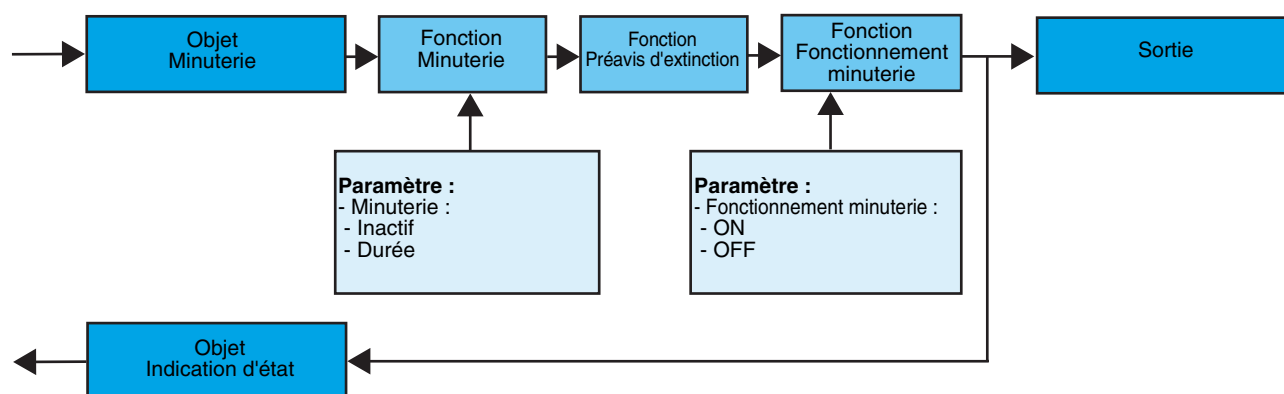 Objet
Minuterie
Fonction
Minuterie
Fonction
Préavis d'extinction
Fonction
Fonctionnement
minuterie
Sortie
Paramètre :
- Minuterie :
- Inactif
- Durée
Paramètre :
- Fonctionnement minuterie :
- ON
- OFF
Objet
Indication d'état